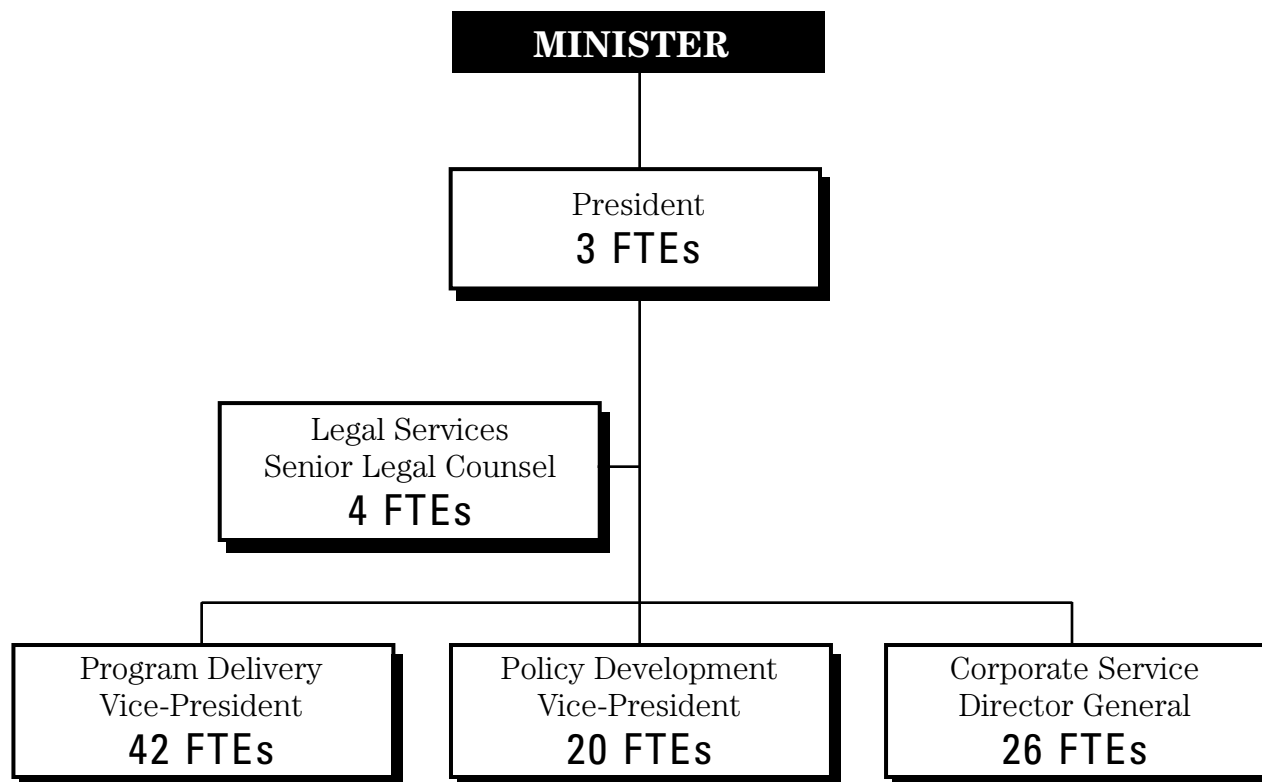 MINISTER
President
3 FTEs
Legal Services
Senior Legal Counsel
4 FTEs
Program Delivery
Vice-President
42 FTEs
Policy Development
Vice-President
20 FTEs
Corporate Service
Director General
26 FTEs